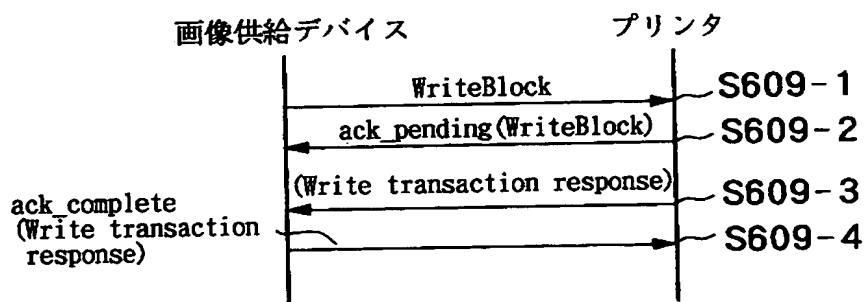 画像供給デバイス
プリンタ
WriteBlock
S609-1
ack_pending(WriteBlock)
S609-2
(Write transaction response)
S609-3
ack_complete
(Write transaction
response)
S609-4